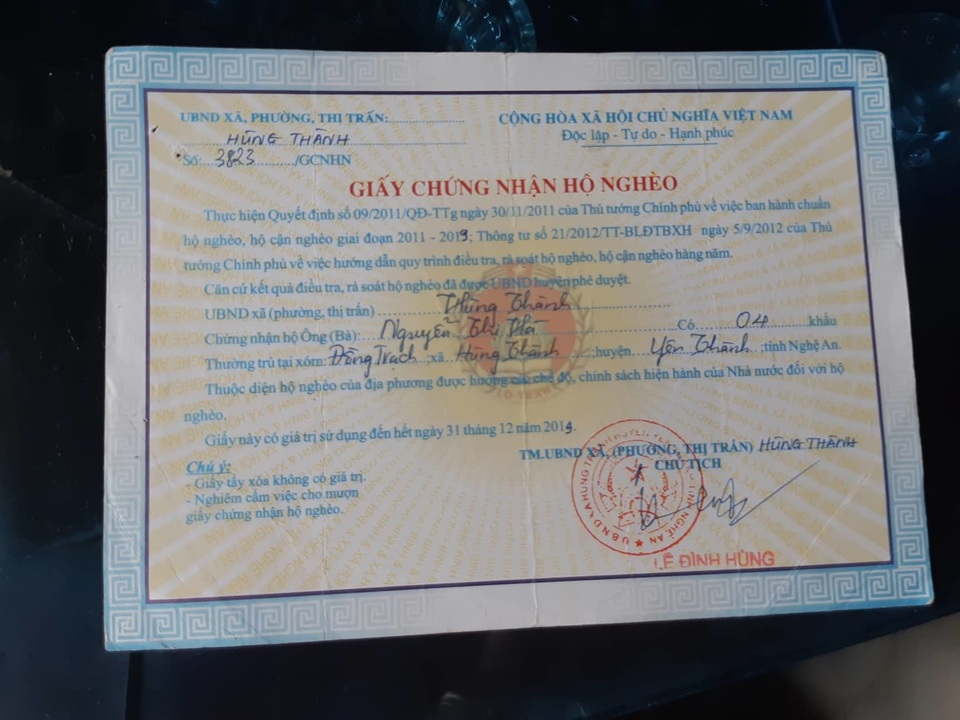 UBND XÃ, PHƯỜNG, THỊ TRẤN:
HÙNG THÀNH
Số: 3823 /GCNHN
CỘNG HÒA XÃ HỘI CHỦ NGHĨA VIỆT NAM
Độc lập - Tự do - Hạnh phúc
GIẤY CHỨNG NHẬN HỘ NGHÈO
Thực hiện Quyết định số 09/2011/QĐ-TTg ngày 30/11/2011 của Thủ tướng Chính phủ về việc ban hành chuẩn
hộ nghèo, hộ cận nghèo giai đoạn 2011 - 201; Thông tư số 21/2012/TT-BLĐTBXH ngày 5/9/2012 của Thủ
tướng Chính phủ về việc hướng dẫn quy trình điều tra, rà soát hộ nghèo, hộ cận nghèo hàng năm.
Căn cứ kết quả điều tra, rà soát hộ nghèo đã được UBND huyện phê duyệt.
UBND xã (phường, thị trấn) Hùng Thành
Chứng nhận hộ Ông (Bà): Nguyễn Thị Có 04 khẩu
Thường trú tại xóm: Đồng Trạch ;xã Hùng Thành ;huyện Yên Thành ;tỉnh Nghệ An.
Thuộc diện hộ nghèo của địa phương được hưởng các chế độ, chính sách hiện hành của Nhà nước đối với hộ
nghèo.
Giấy này có giá trị sử dụng đến hết ngày 31 tháng 12 năm 201.
TM.UBND XÃ, (PHƯỜNG, THỊ TRẤN) HÙNG THÀNH
CHỦ TỊCH
Chú ý:
- Giấy tẩy xóa không có giá trị.
- Nghiêm cấm việc cho mượn
giấy chứng nhận hộ nghèo.
LÊ ĐÌNH HÙNG